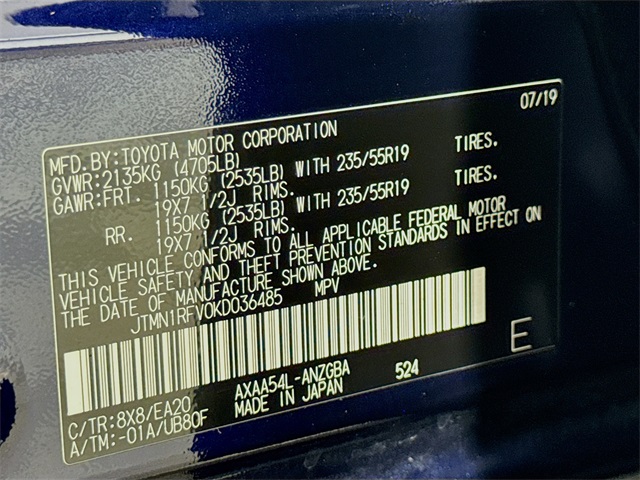 07/19
MFD.BY:TOYOTA MOTOR CORPORATION
GVWR:2135KG (4705LB)
GAWR:FRT. 1150KG (2535LB) WITH 235/55R19 TIRES.
19X7 1/2J RIMS.
RR. 1150KG (2535LB) WITH 235/55R19 TIRES.
19X7 1/2J RIMS.
THIS VEHICLE CONFORMS TO ALL APPLICABLE FEDERAL MOTOR
VEHICLE SAFETY AND THEFT PREVENTION STANDARDS IN EFFECT ON
THE DATE OF MANUFACTURE SHOWN ABOVE.
JTMN1RFV0KD036485 MPV
E
C/TR:8X8/EA20 AXAA54L-ANZGBA 524
A/TM:-01A/UB80F MADE IN JAPAN